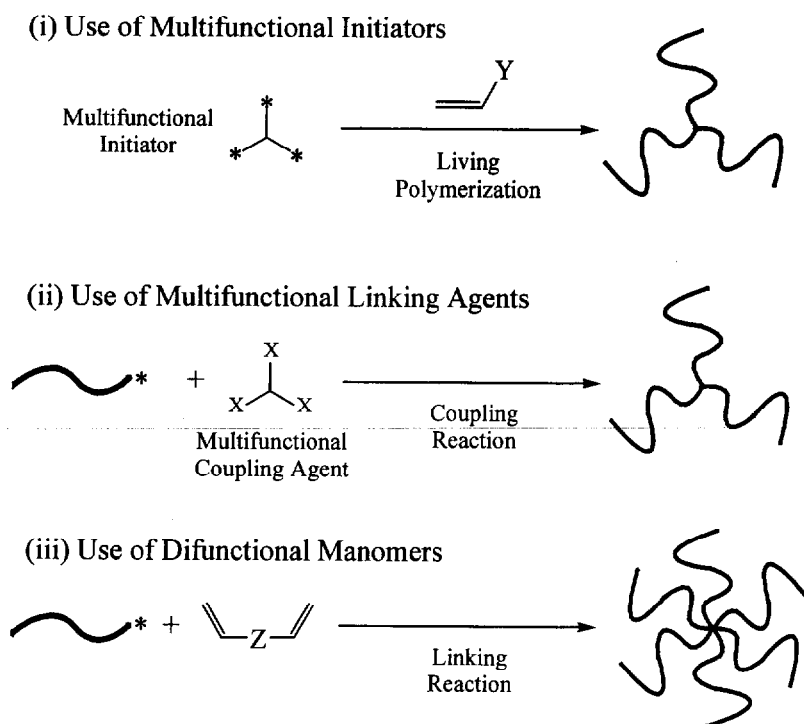 (i) Use of Multifunctional Initiators
Multifunctional
Initiator
*
*
*
Y
Living
Polymerization
(ii) Use of Multifunctional Linking Agents
* +
X
X
X
Multifunctional
Coupling Agent
Coupling
Reaction
(iii) Use of Difunctional Manomers
* +
Z
Linking
Reaction